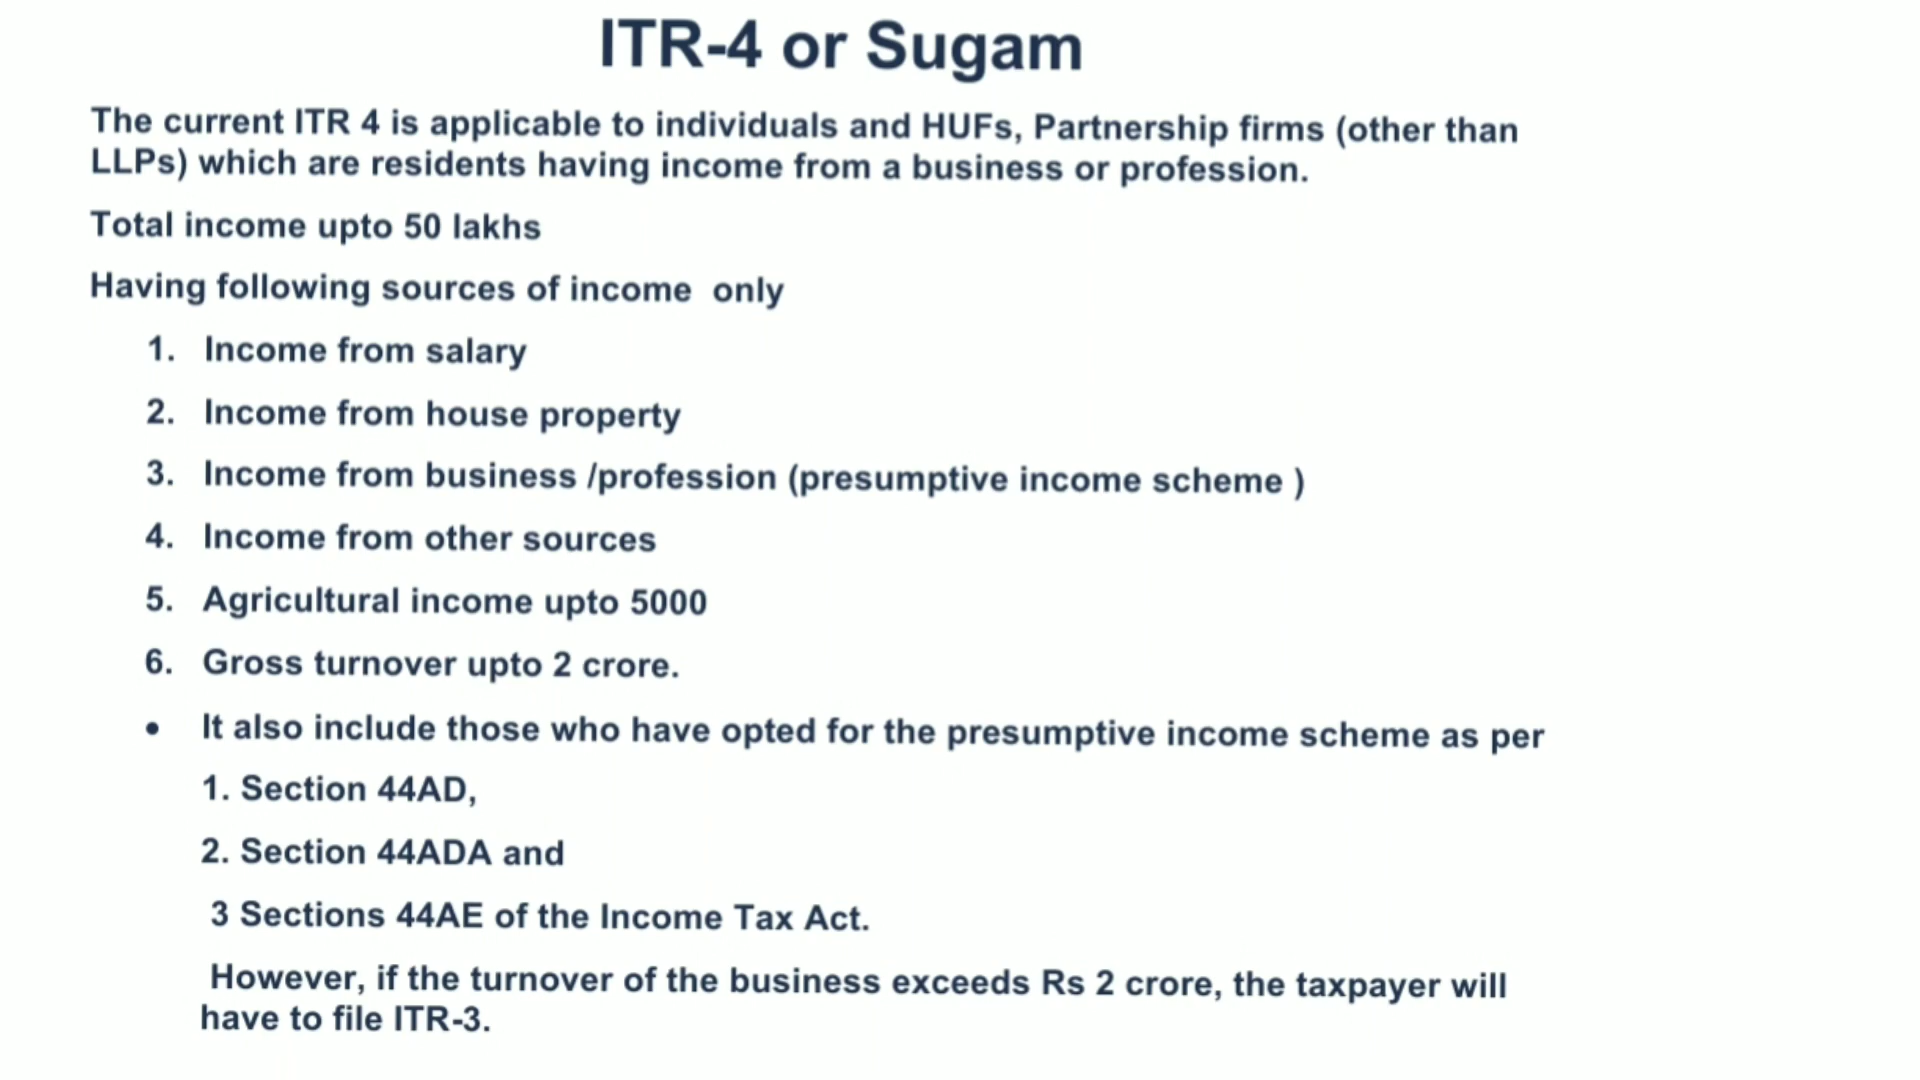 ITR-4 or Sugam
The current ITR 4 is applicable to individuals and HUFs, Partnership firms (other than
LLPs) which are residents having income from a business or profession.
Total income upto 50 lakhs
Having following sources of income  only
1. Income from salary
2. Income from house property
3. Income from business /profession (presumptive income scheme )
4. Income from other sources
5. Agricultural income upto 5000
6. Gross turnover upto 2 crore.
• It also include those who have opted for the presumptive income scheme as per
1. Section 44AD,
2. Section 44ADA and
3 Sections 44AE of the Income Tax Act.
However, if the turnover of the business exceeds Rs 2 crore, the taxpayer will
have to file ITR-3.